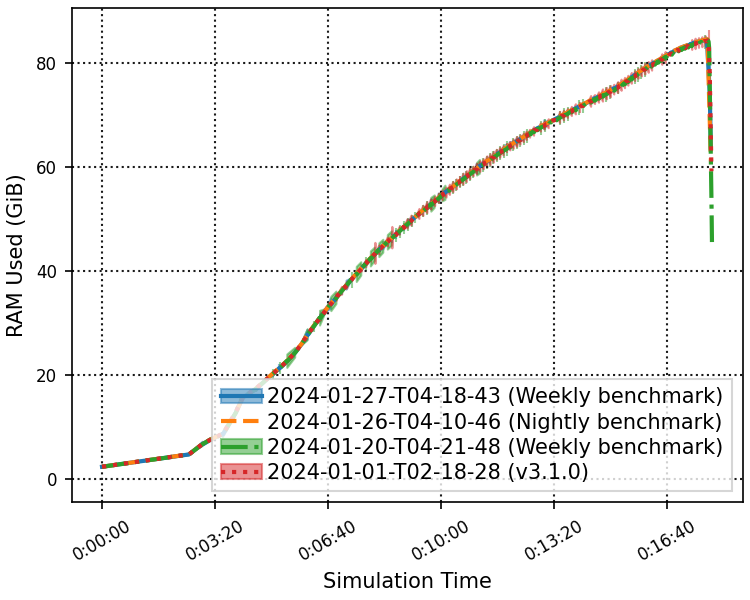 80
60
40
20
0
RAM Used (GiB)
2024-01-27-T04-18-43 (Weekly benchmark)
2024-01-26-T04-10-46 (Nightly benchmark)
2024-01-20-T04-21-48 (Weekly benchmark)
2024-01-01-T02-18-28 (v3.1.0)
0:00:00
0:03:20
0:06:40
0:10:00
0:13:20
0:16:40
Simulation Time